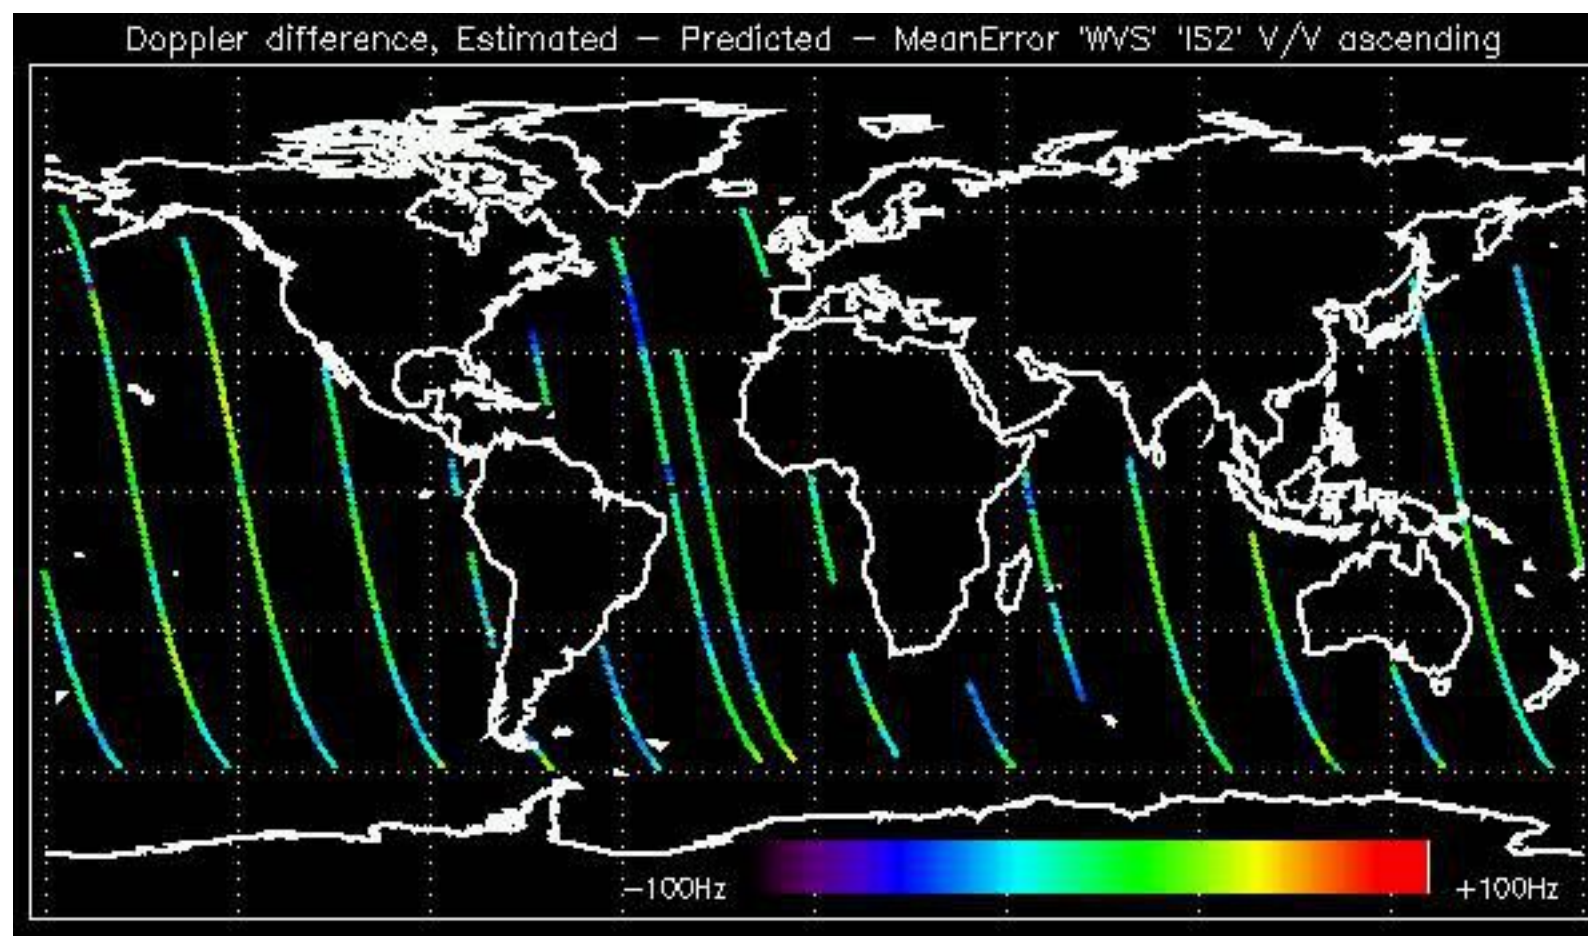 Doppler difference, Estimated – Predicted – MeanError 'WVS' 'IS2' V/V ascending
–100Hz
+100Hz